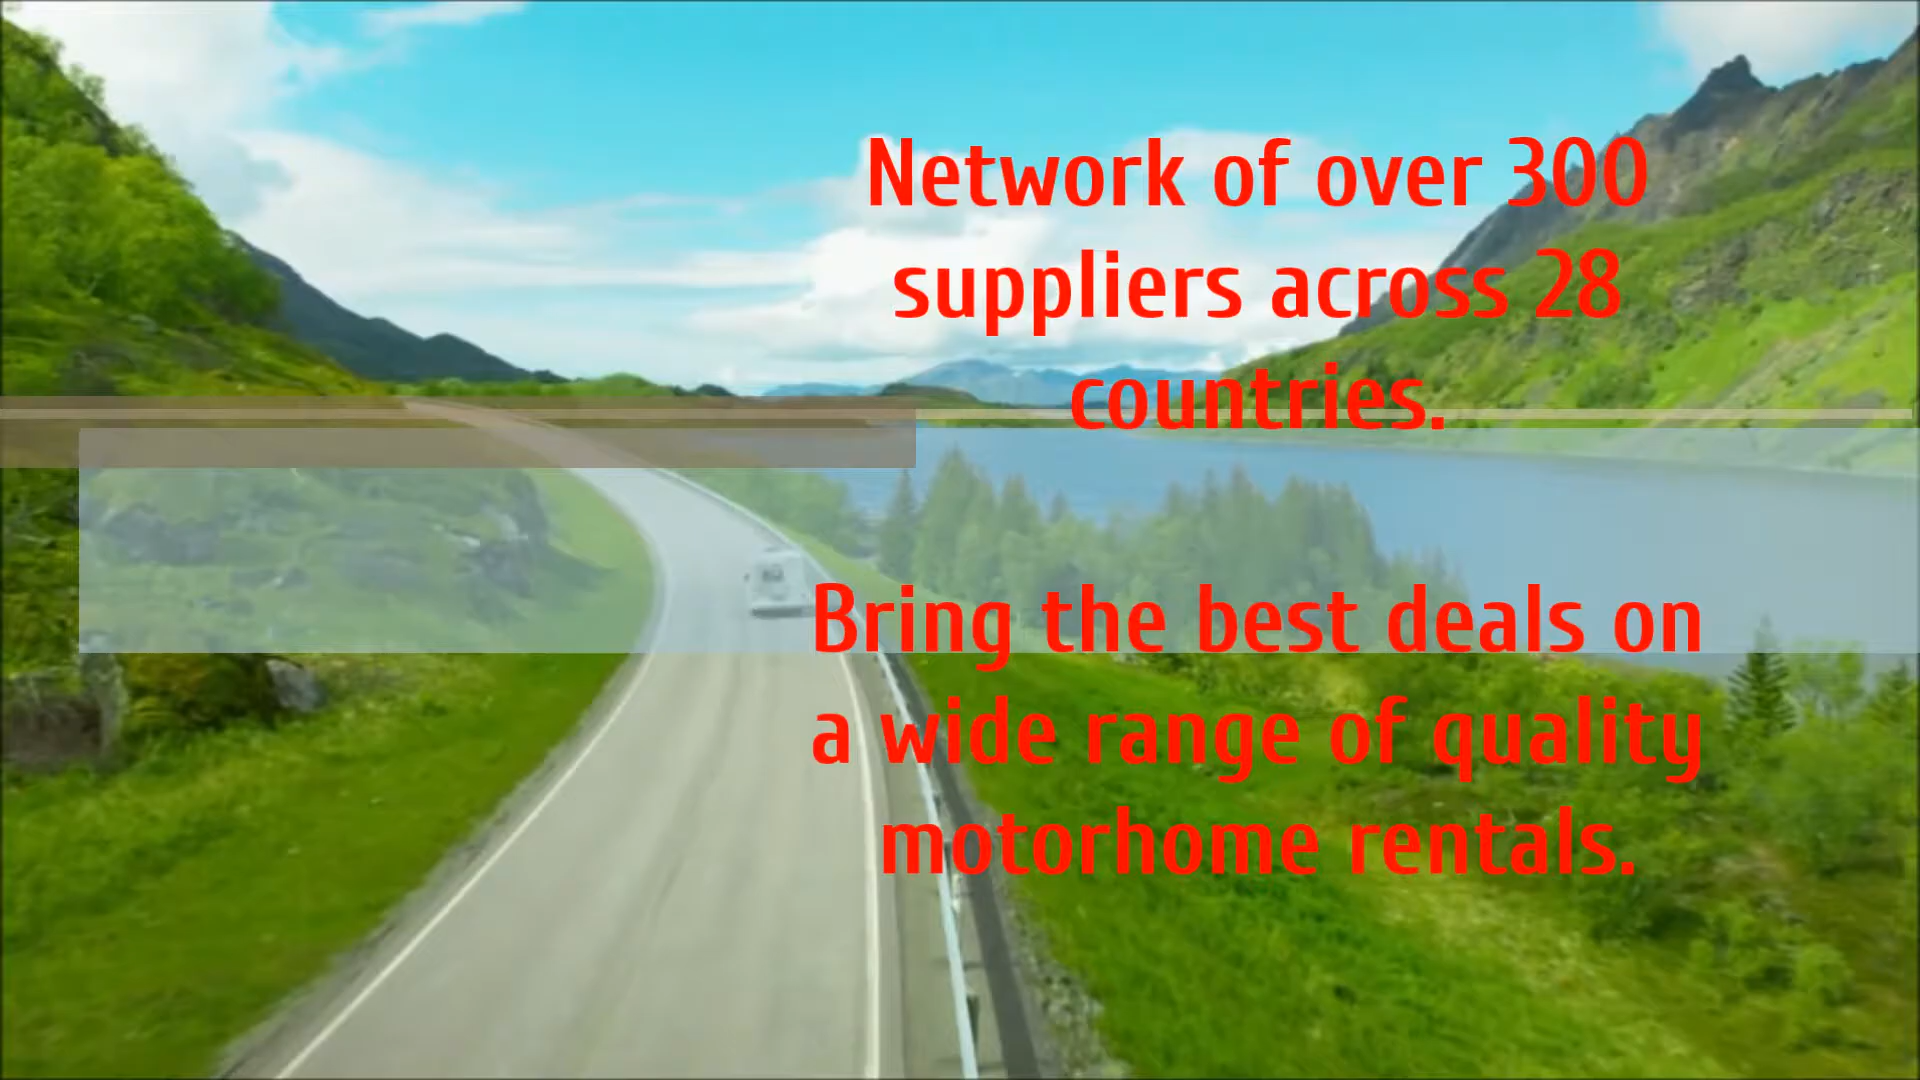 Network of over 300
suppliers across 28
countries.
Bring the best deals on
a wide range of quality
motorhome rentals.